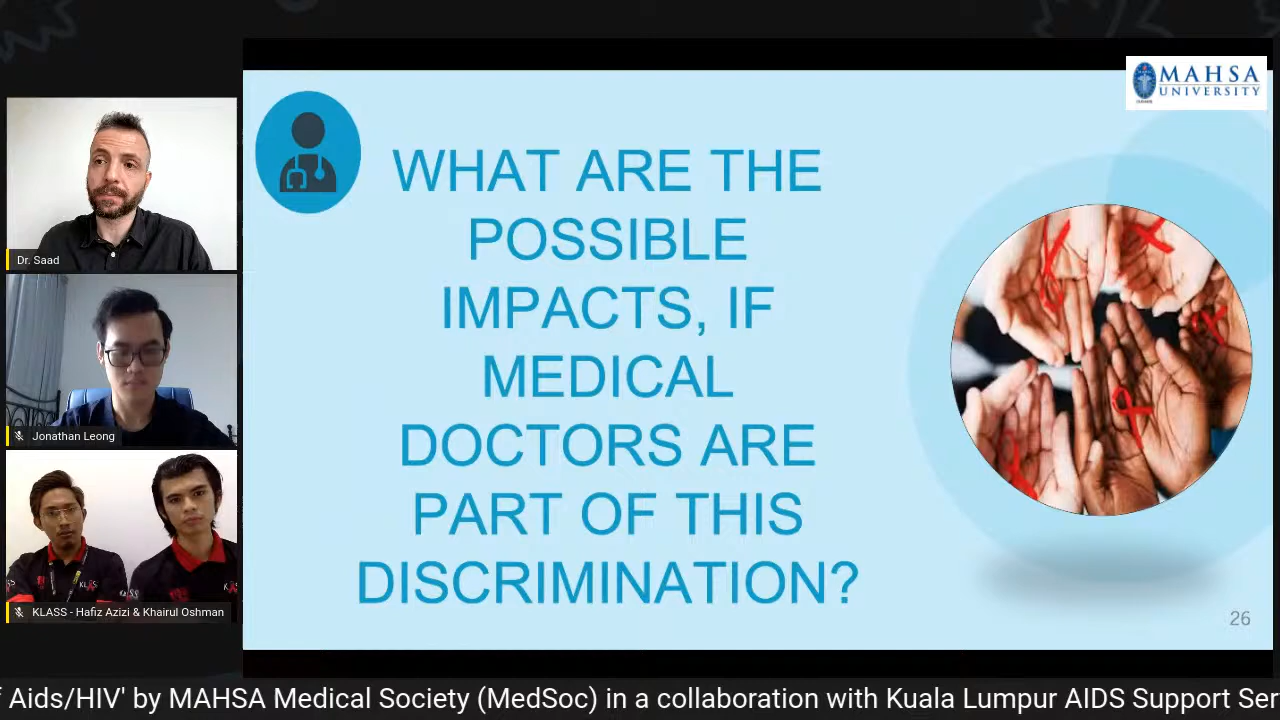 MAHSA
UNIVERSITY
WHAT ARE THE
POSSIBLE
IMPACTS, IF
MEDICAL
DOCTORS ARE
PART OF THIS
DISCRIMINATION?
26
Dr. Saad
Jonathan Leong
KLASS - Hafiz Azizi & Khairul Oshman
Aids/HIV' by MAHSA Medical Society (MedSoc) in a collaboration with Kuala Lumpur AIDS Support Ser